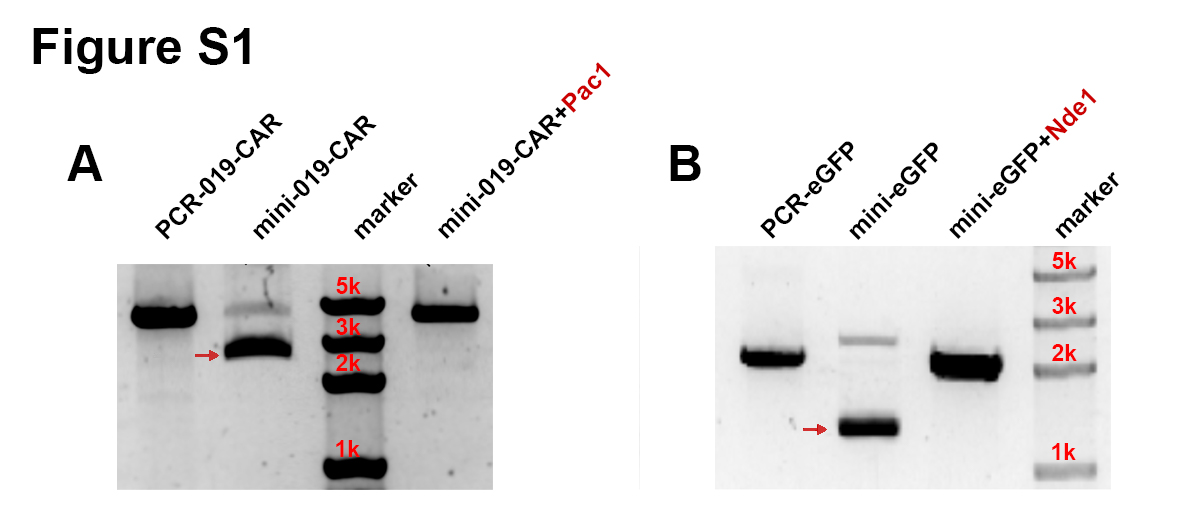 Figure S1
A
PCR-019-CAR
mini-019-CAR
marker
mini-019-CAR+Pac1
5k
3k
2k
1k
B
PCR-eGFP
mini-eGFP
mini-eGFP+Nde1
marker
5k
3k
2k
1k